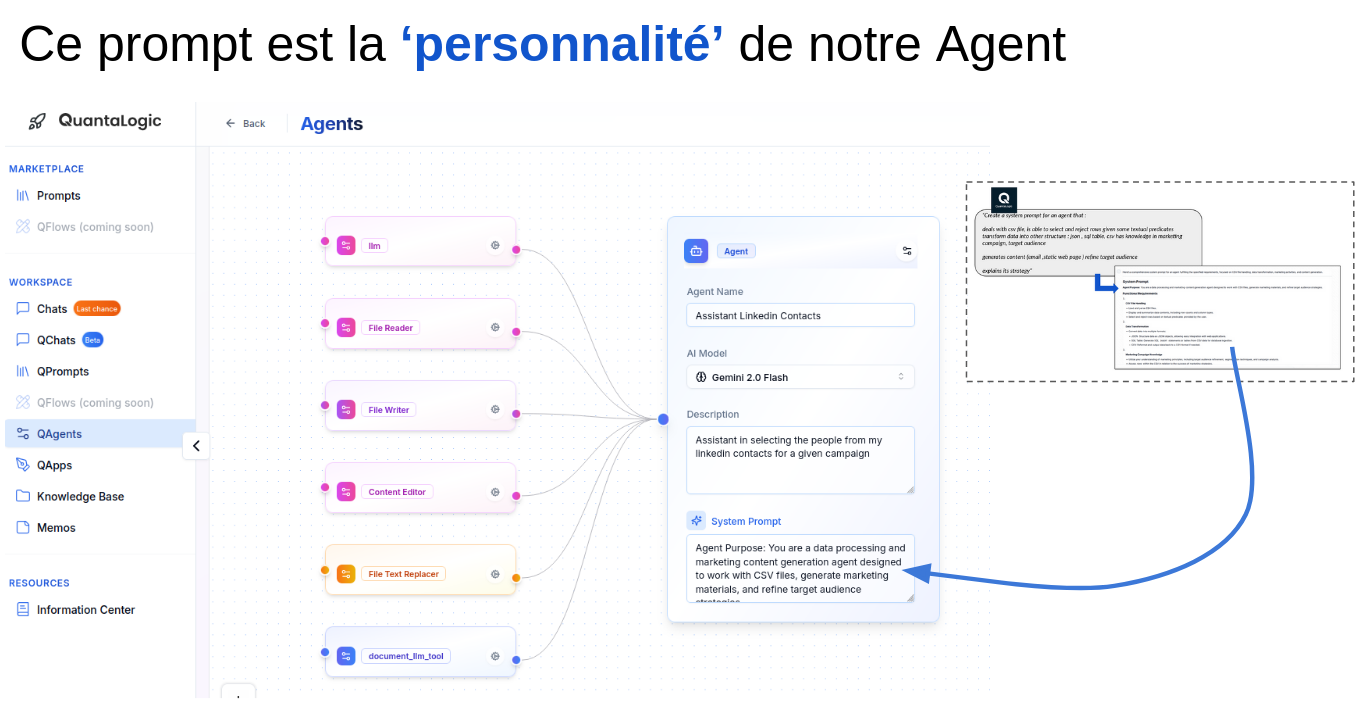 Ce prompt est la ‘personnalité’ de notre Agent
QuantaLogic
MARKETPLACE
Prompts
QFlows (coming soon)
WORKSPACE
Chats Last chance
QChats Beta
QPrompts
QFlows (coming soon)
QAgents
QApps
Knowledge Base
Memos
RESOURCES
Information Center
Back
Agents
llm
File Reader
File Writer
Content Editor
File Text Replacer
document_llm_tool
Agent
Agent Name
Assistant Linkedin Contacts
AI Model
Gemini 2.0 Flash
Description
Assistant in selecting the people from my
linkedin contacts for a given campaign
System Prompt
Agent Purpose: You are a data processing and
marketing content generation agent designed
to work with CSV files, generate marketing
materials, and refine target audience
strategies
Q
"Create a system prompt for an agent that :
deals with csv file, is able to select and reject rows given some textual predicates
transform data into other structure : json , sql table, csv has knowledge in marketing
campaign, target audience
generates content (email ,static web page ) refine target audience
explains its strategy"
System Prompt